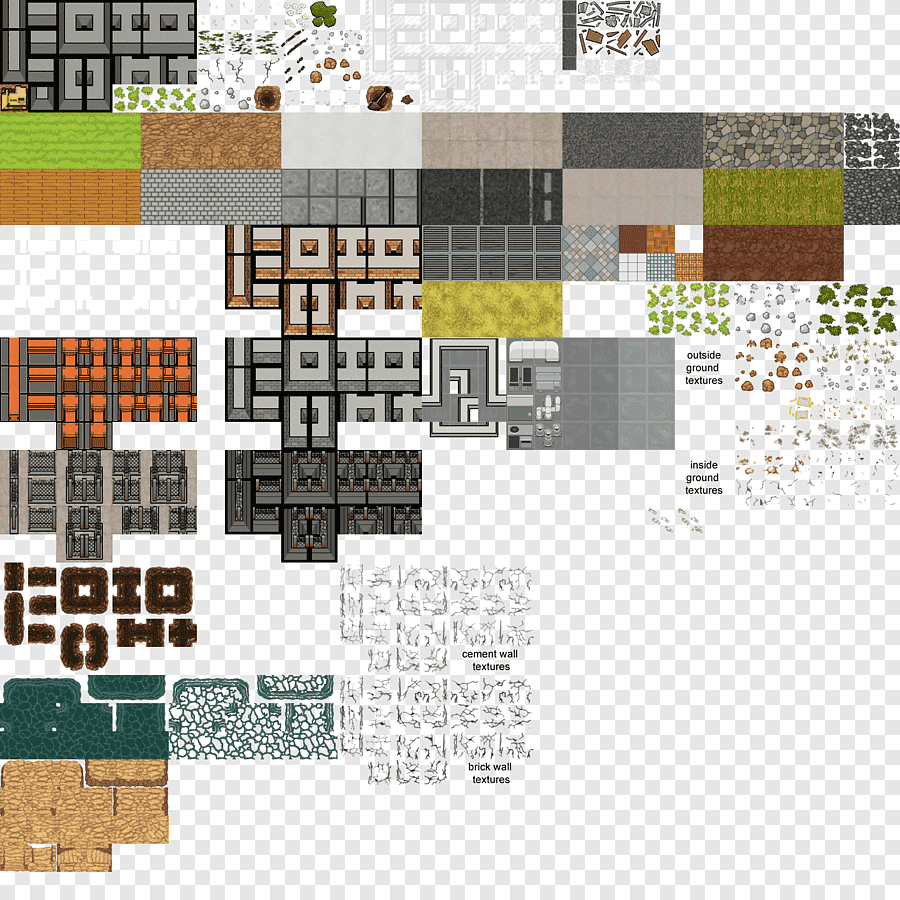 outside
ground
textures
inside
ground
textures
cement wall
textures
brick wall
textures